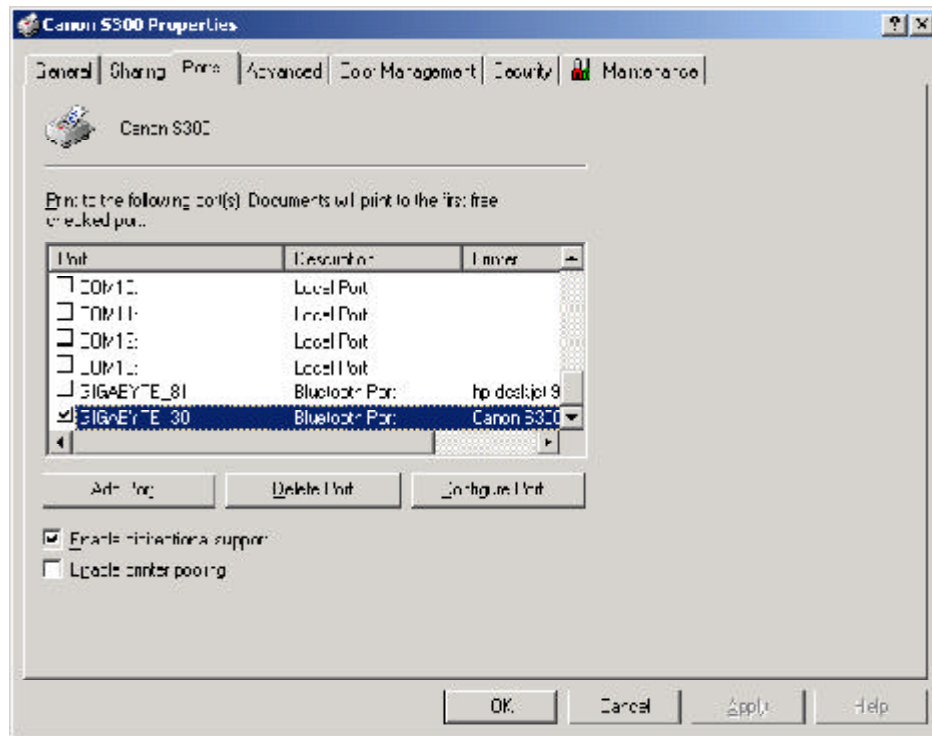 Canon S300 Properties
General Sharing Ports Advanced Color Management Security Maintenance
Canon S300
Print to the following port(s). Documents will print to the first free
checked port.
Port Description Printer
Local Port
COM11: Local Port
Local Port
Local Port
GIGABYTE_81 Bluetooth Port hp deskjet 9
GIGABYTE_30 Bluetooth Port Canon S300
Add Port Delete Port Configure Port
Enable bidirectional support
Enable printer pooling
OK Cancel Apply Help